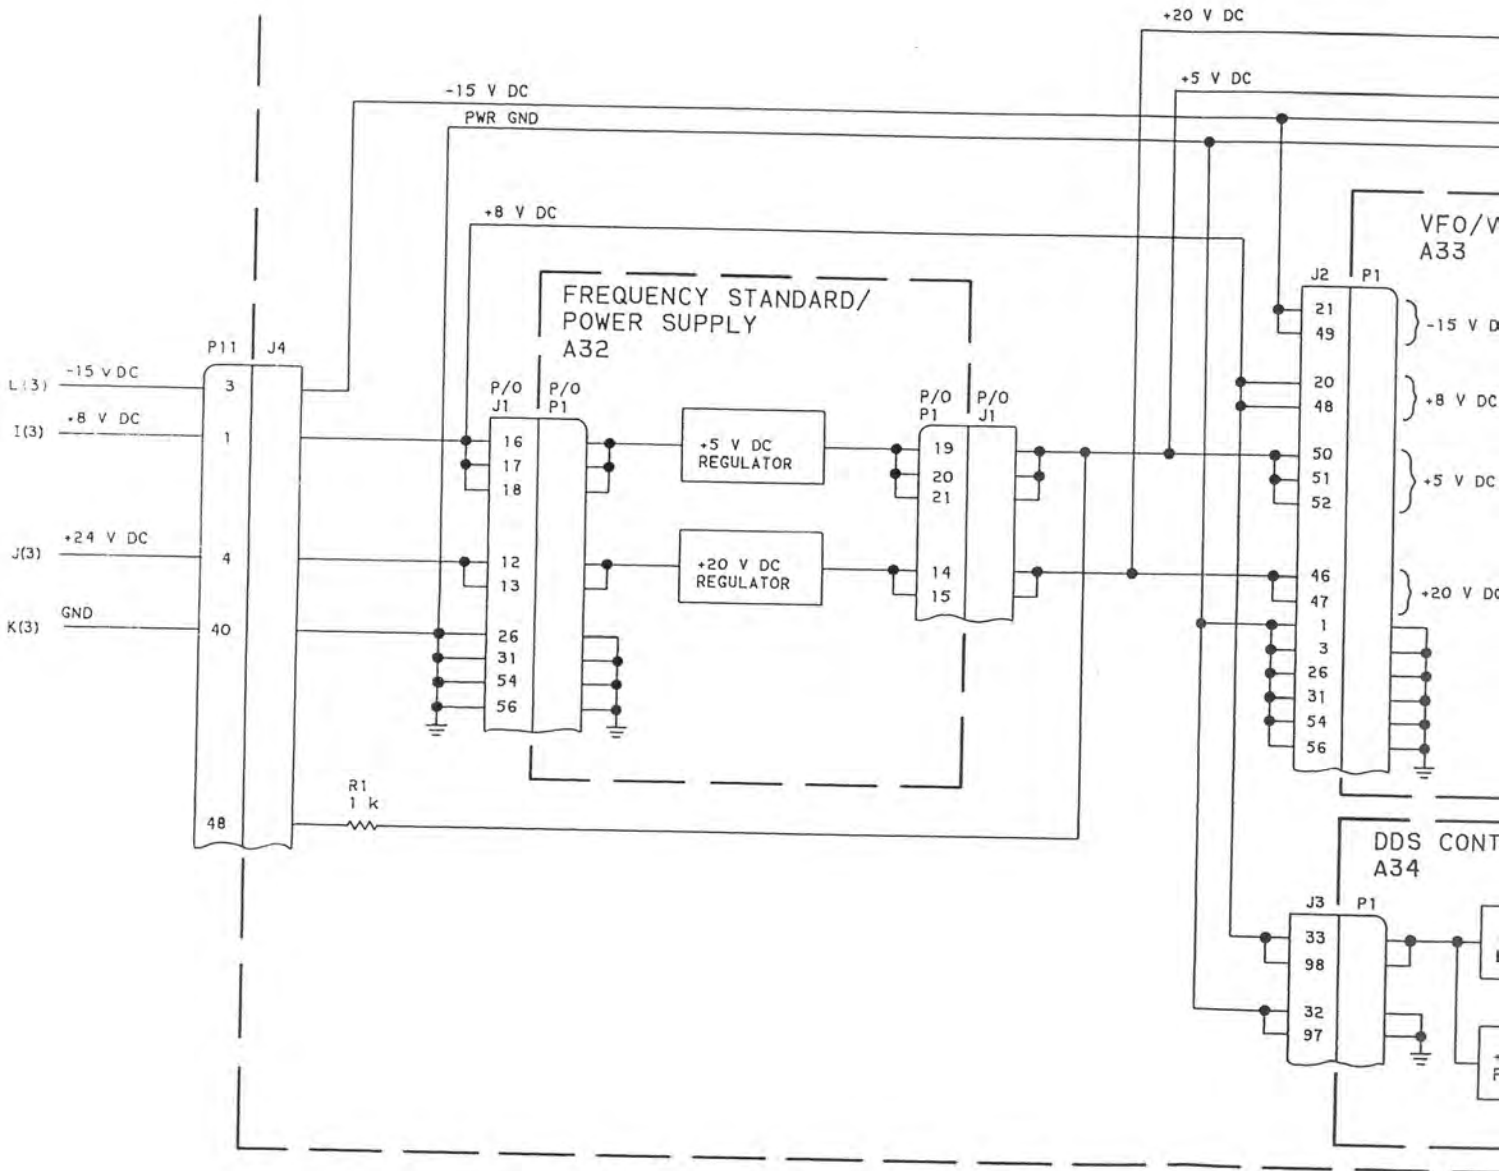 +20 V DC
+5 V DC
-15 V DC
PWR GND
+8 V DC
VFO/V
A33
J2 P1
21
49
-15 V D
20
48
+8 V DC
50
51
52
+5 V DC
46
47
+20 V DC
1
3
26
31
54
56
FREQUENCY STANDARD/
POWER SUPPLY
A32
P11 J4
L(3) -15 V DC 3
I(3) +8 V DC 1
J(3) +24 V DC 4
K(3) GND 40
48
P/O P/O
J1 P1
16
17
18
12
13
26
31
54
56
+5 V DC
REGULATOR
+20 V DC
REGULATOR
P/O P/O
P1 J1
19
20
21
14
15
R1
1 k
DDS CONT
A34
J3 P1
33
98
32
97